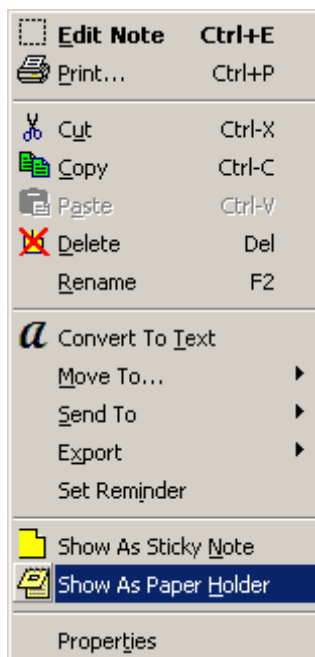 Edit Note Ctrl+E
Print... Ctrl+P
Cut Ctrl-X
Copy Ctrl-C
Paste Ctrl-V
Delete Del
Rename F2
Convert To Text
Move To...
Send To
Export
Set Reminder
Show As Sticky Note
Show As Paper Holder
Properties